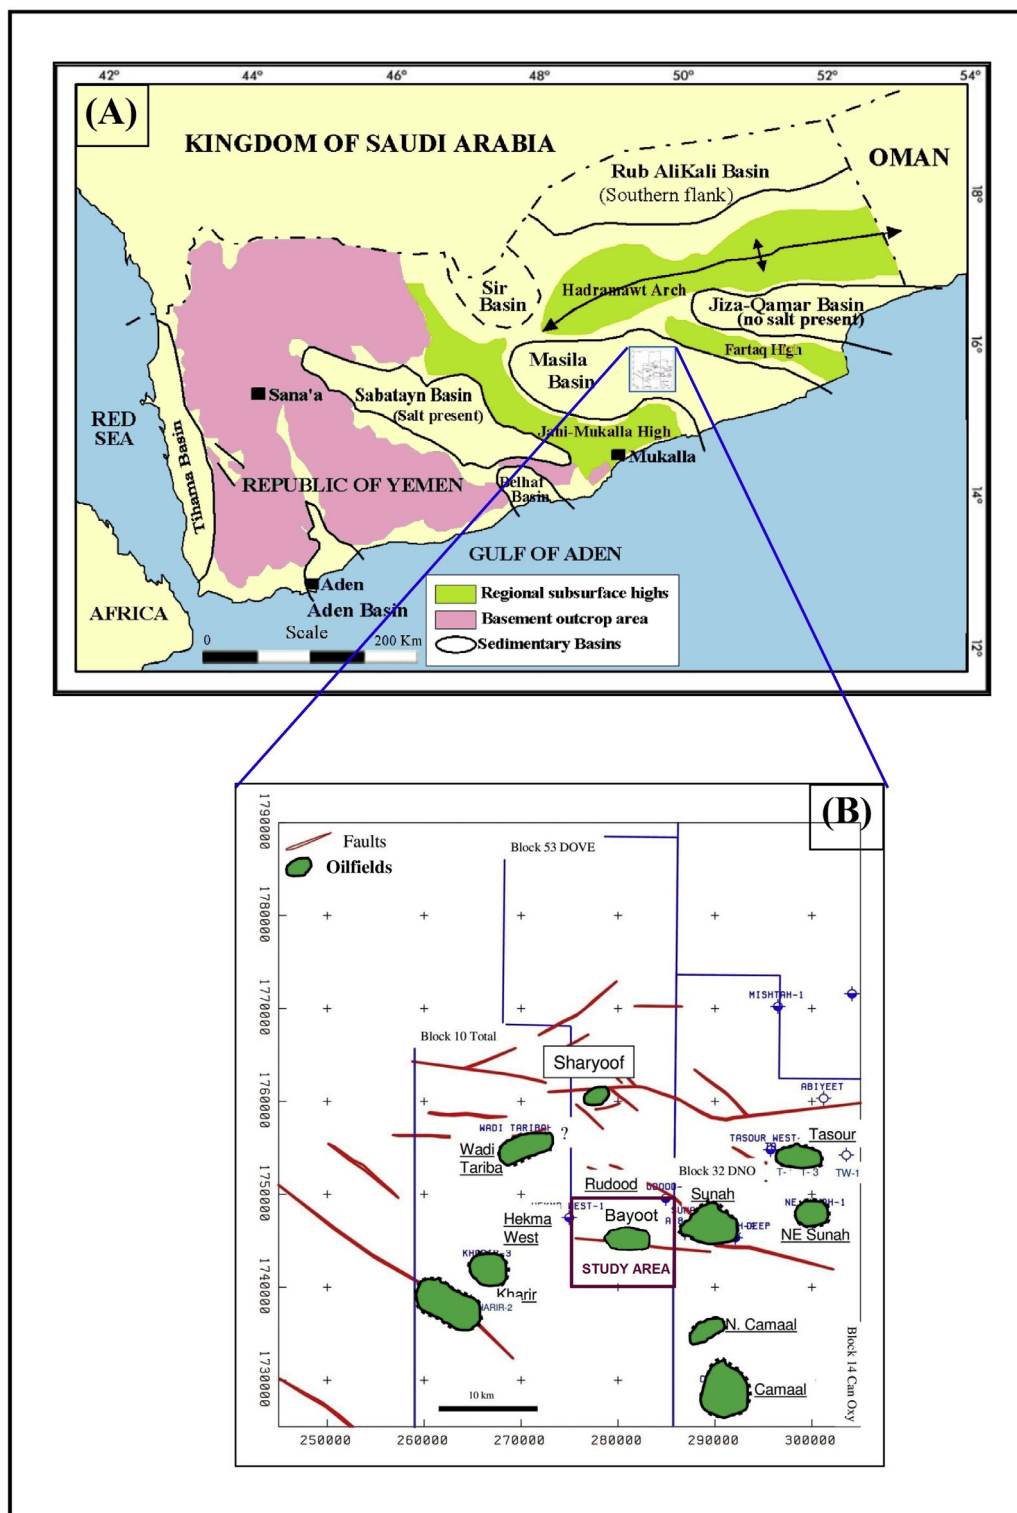 42° 44° 46° 48° 50° 52° 54°
(A)
KINGDOM OF SAUDI ARABIA
OMAN
Rub AliKali Basin
(Southern flank)
18°
Sir
Basin
Hadramawt Arch
Jiza-Qamar Basin
(no salt present)
16°
Masila
Basin
Fartaq High
Sabatayn Basin
(Salt present)
Sana'a
RED
SEA
Tihama Basin
Jahi-Mukalla High
Mukalla
REPUBLIC OF YEMEN
Belhaf
Basin
14°
GULF OF ADEN
Aden
Aden Basin
AFRICA
Scale
0 200 Km
Regional subsurface highs
Basement outcrop area
Sedimentary Basins
12°
(B)
1790000
Faults
Oilfields
Block 53 DOVE
1780000
1770000
MISHTAH-1
Block 10 Total
Sharyoof
1760000
ABIYEET
WADI TARIBAH
?
Wadi
Tariba
TASOUR WEST-
Tasour
T- T-3 TW-1
Block 32 DNO
Rudood
1750000
Sunah
Hekma
West
Bayoot
NE Sunah
STUDY AREA
Kharir
1740000
HARIR-2
N. Camaal
Camaal
Block 14 Can Oxy
1730000
10 km
250000 260000 270000 280000 290000 300000